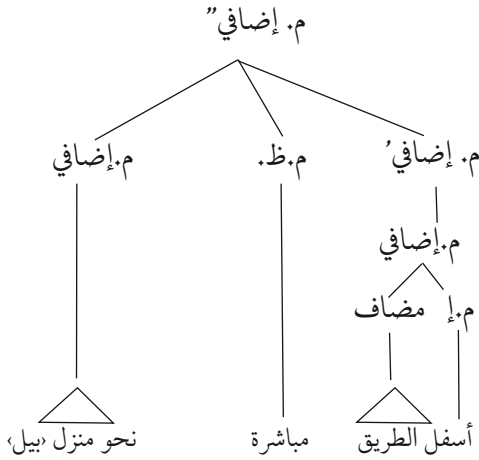 م. إضافي”
م. إضافي’ م.ظ. م.إضافي
م.إضافي
م.إ مضاف
أسفل الطريق مباشرة نحو منزل ‹بيل›